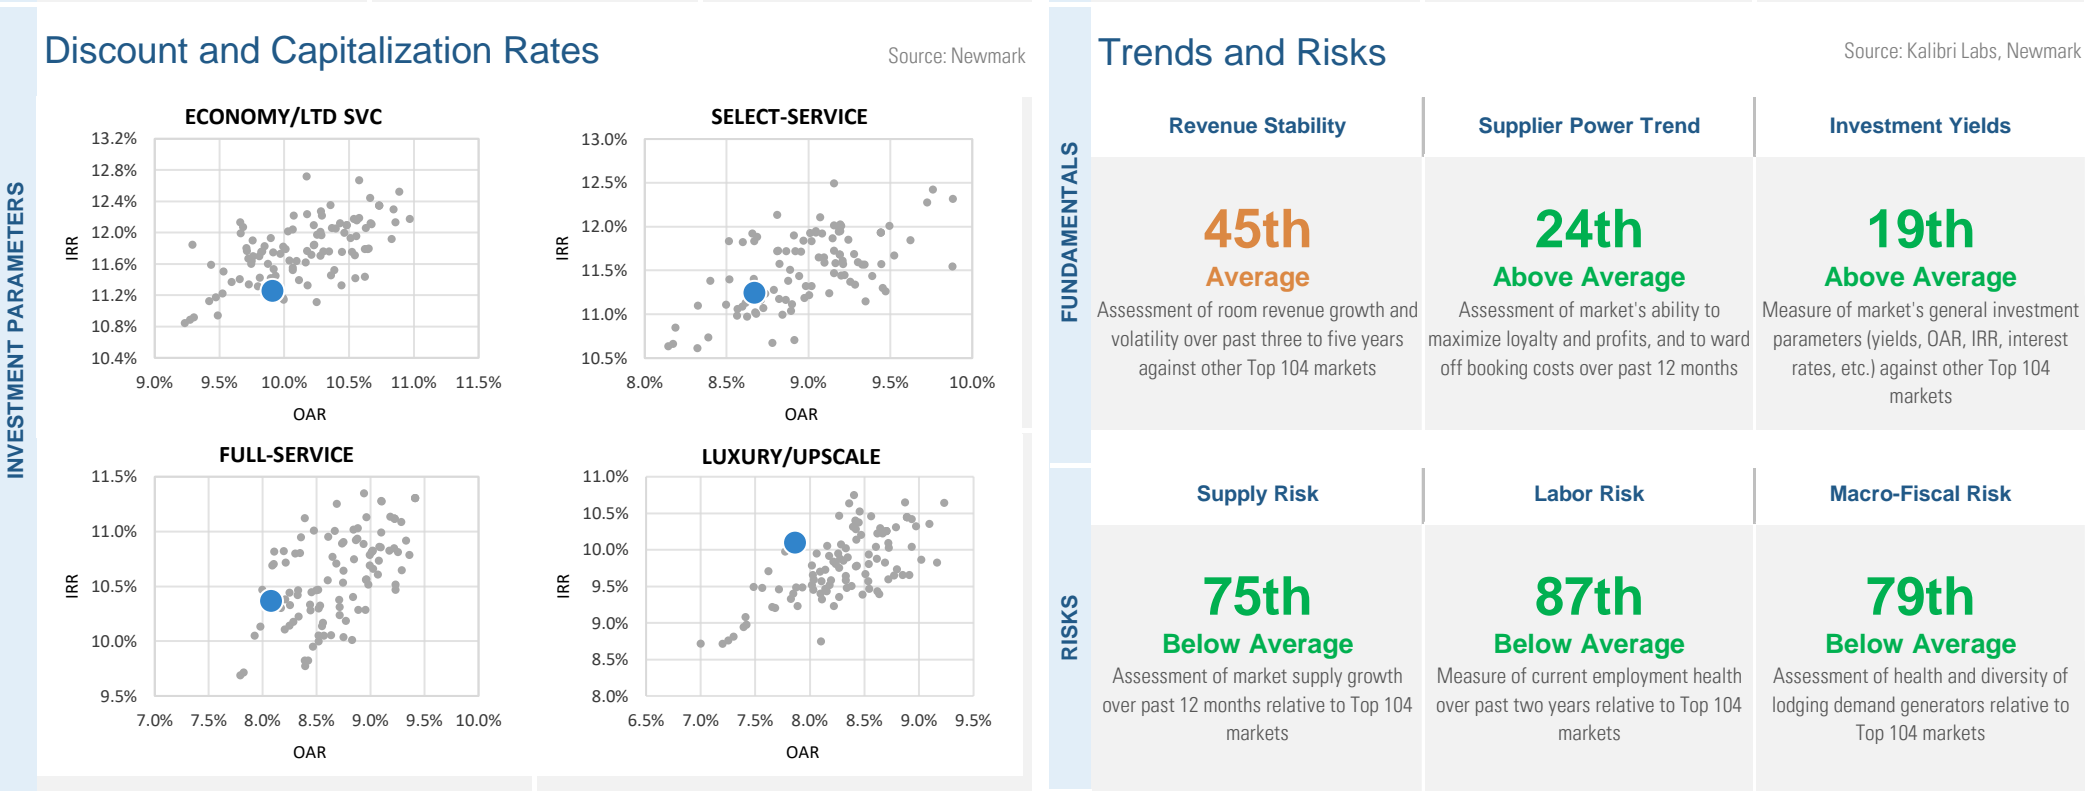 INVESTMENT PARAMETERS
Discount and Capitalization Rates
Source: Newmark
ECONOMY/LTD SVC
13.2%
12.8%
12.4%
12.0%
11.6%
11.2%
10.8%
10.4%
IRR
9.0% 9.5% 10.0% 10.5% 11.0% 11.5%
OAR
SELECT-SERVICE
13.0%
12.5%
12.0%
11.5%
11.0%
10.5%
IRR
8.0% 8.5% 9.0% 9.5% 10.0%
OAR
FULL-SERVICE
11.5%
11.0%
10.5%
10.0%
9.5%
IRR
7.0% 7.5% 8.0% 8.5% 9.0% 9.5% 10.0%
OAR
LUXURY/UPSCALE
11.0%
10.5%
10.0%
9.5%
9.0%
8.5%
8.0%
IRR
6.5% 7.0% 7.5% 8.0% 8.5% 9.0% 9.5%
OAR
Trends and Risks
Source: Kalibri Labs, Newmark
FUNDAMENTALS
Revenue Stability
45th
Average
Assessment of room revenue growth and
volatility over past three to five years
against other Top 104 markets
Supplier Power Trend
24th
Above Average
Assessment of market's ability to
maximize loyalty and profits, and to ward
off booking costs over past 12 months
Investment Yields
19th
Above Average
Measure of market's general investment
parameters (yields, OAR, IRR, interest
rates, etc.) against other Top 104
markets
RISKS
Supply Risk
75th
Below Average
Assessment of market supply growth
over past 12 months relative to Top 104
markets
Labor Risk
87th
Below Average
Measure of current employment health
over past two years relative to Top 104
markets
Macro-Fiscal Risk
79th
Below Average
Assessment of health and diversity of
lodging demand generators relative to
Top 104 markets